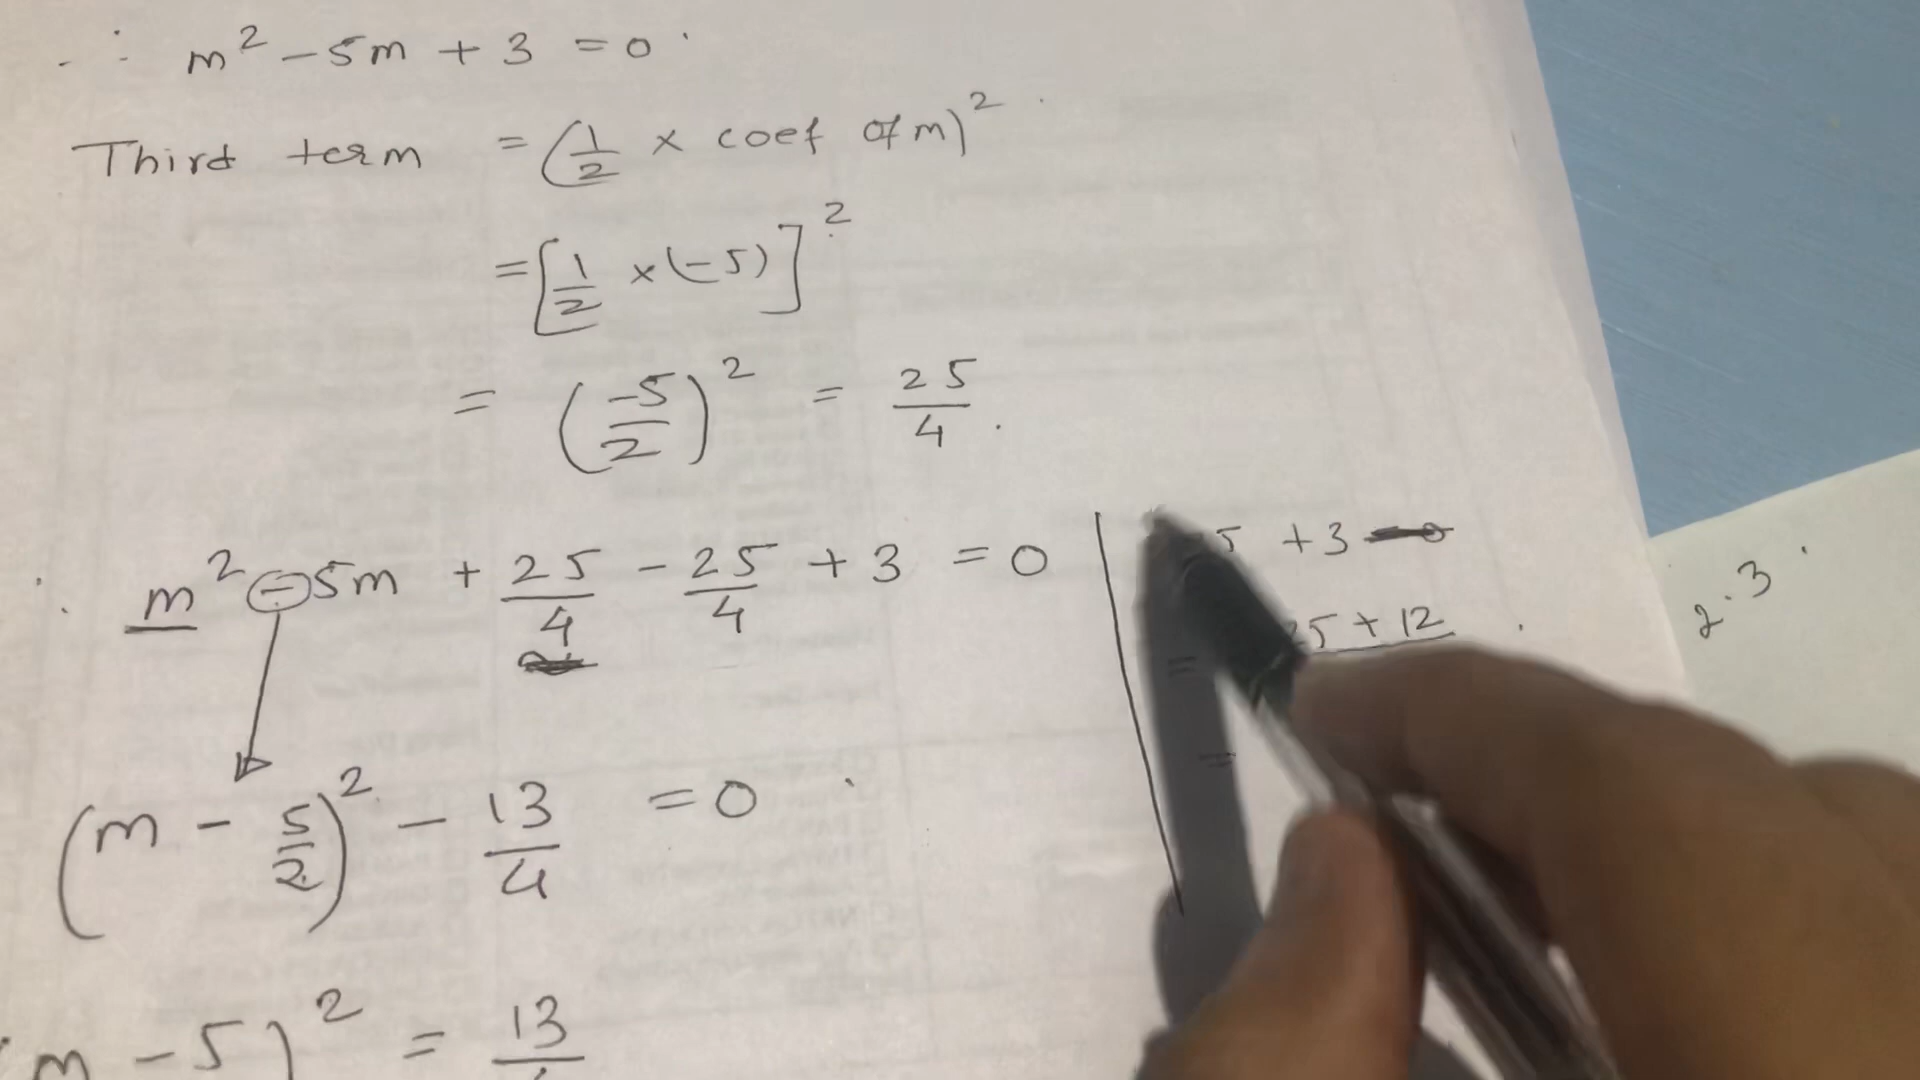 ∴ m² - 5m + 3 = 0
Third term = (1/2 × coef of m)²
= [1/2 × (-5)]²
= (-5/2)² = 25/4.
∴ m² - 5m + 25/4 - 25/4 + 3 = 0
(m - 5/2)² - 13/4 = 0
m - 5)² = 13
5 + 3
25 + 12
=
=
2.3